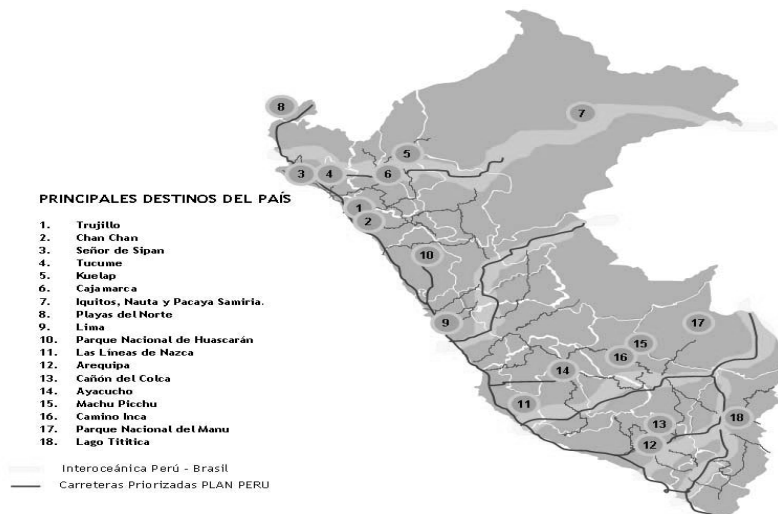 PRINCIPALES DESTINOS DEL PAÍS
1. Trujillo
2. Chan Chan
3. Señor de Sipan
4. Tucume
5. Kuelap
6. Cajamarca
7. Iquitos, Nauta y Pacaya Samiria.
8. Playas del Norte
9. Lima
10. Parque Nacional de Huascarán
11. Las Líneas de Nazca
12. Arequipa
13. Cañón del Colca
14. Ayacucho
15. Machu Picchu
16. Camino Inca
17. Parque Nacional del Manu
18. Lago Tititica
Interoceánica Perú - Brasil
Carreteras Priorizadas PLAN PERU
8
7
5
3
4
6
1
2
10
9
17
15
16
14
11
13
18
12